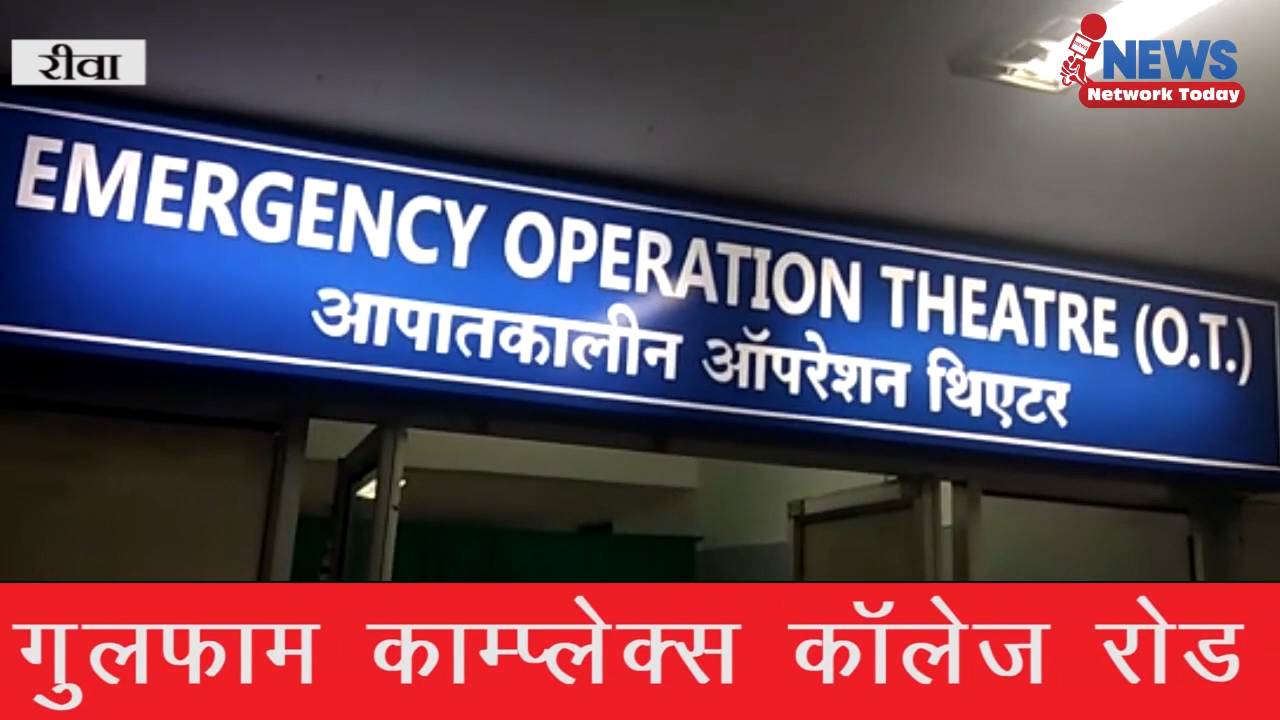 रीवा
NEWS
Network Today
EMERGENCY OPERATION THEATRE (O.T.)
आपातकालीन ऑपरेशन थिएटर
गुलफाम काम्प्लेक्स कॉलेज रोड